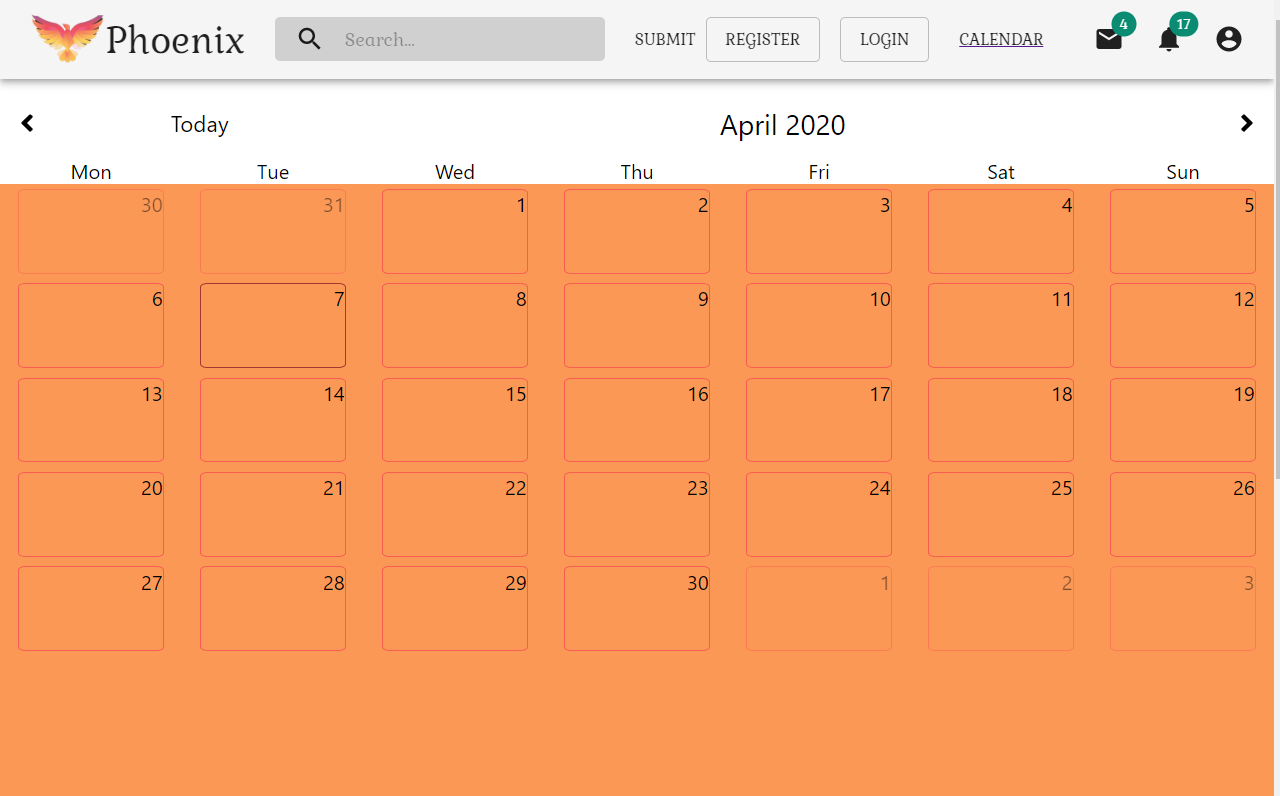 Phoenix Search... SUBMIT REGISTER LOGIN CALENDAR 4 17
Today April 2020
Mon Tue Wed Thu Fri Sat Sun
30 31 1 2 3 4 5
6 7 8 9 10 11 12
13 14 15 16 17 18 19
20 21 22 23 24 25 26
27 28 29 30 1 2 3